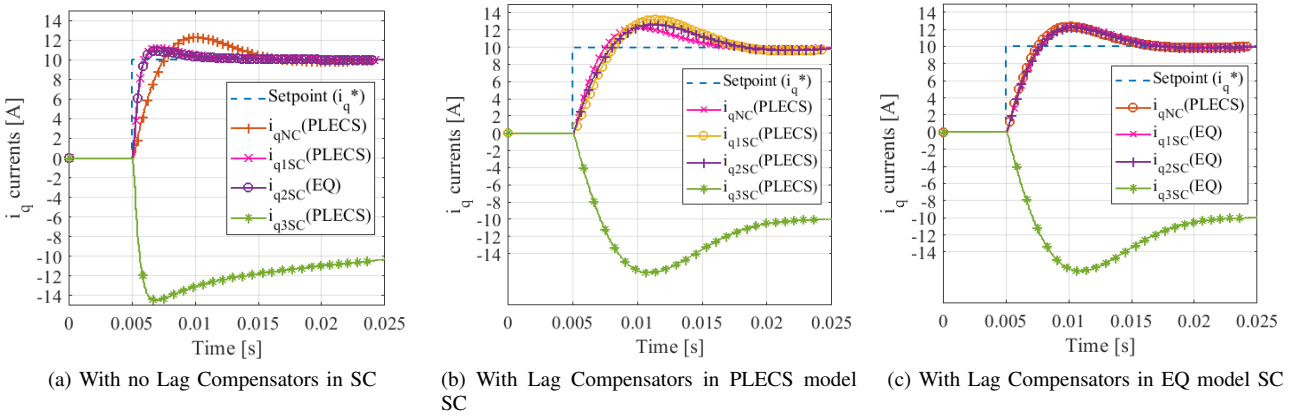 14
12
10
8
6
4
2
0
-2
-4
-6
-8
-10
-12
-14
i_q currents [A]
Setpoint (i_q*)
i_qNC(PLECS)
i_q1SC(PLECS)
i_q2SC(EQ)
i_q3SC(PLECS)
0 0.005 0.01 0.015 0.02 0.025
Time [s]
(a) With no Lag Compensators in SC
14
12
10
8
6
4
2
0
-2
-4
-6
-8
-10
-12
-14
i_q currents [A]
Setpoint (i_q*)
i_qNC(PLECS)
i_q1SC(PLECS)
i_q2SC(PLECS)
i_q3SC(PLECS)
0 0.005 0.01 0.015 0.02 0.025
Time [s]
(b) With Lag Compensators in PLECS model
SC
14
12
10
8
6
4
2
0
-2
-4
-6
-8
-10
-12
-14
i_q currents [A]
Setpoint (i_q*)
i_qNC(PLECS)
i_q1SC(EQ)
i_q2SC(EQ)
i_q3SC(EQ)
0 0.005 0.01 0.015 0.02 0.025
Time [s]
(c) With Lag Compensators in EQ model SC